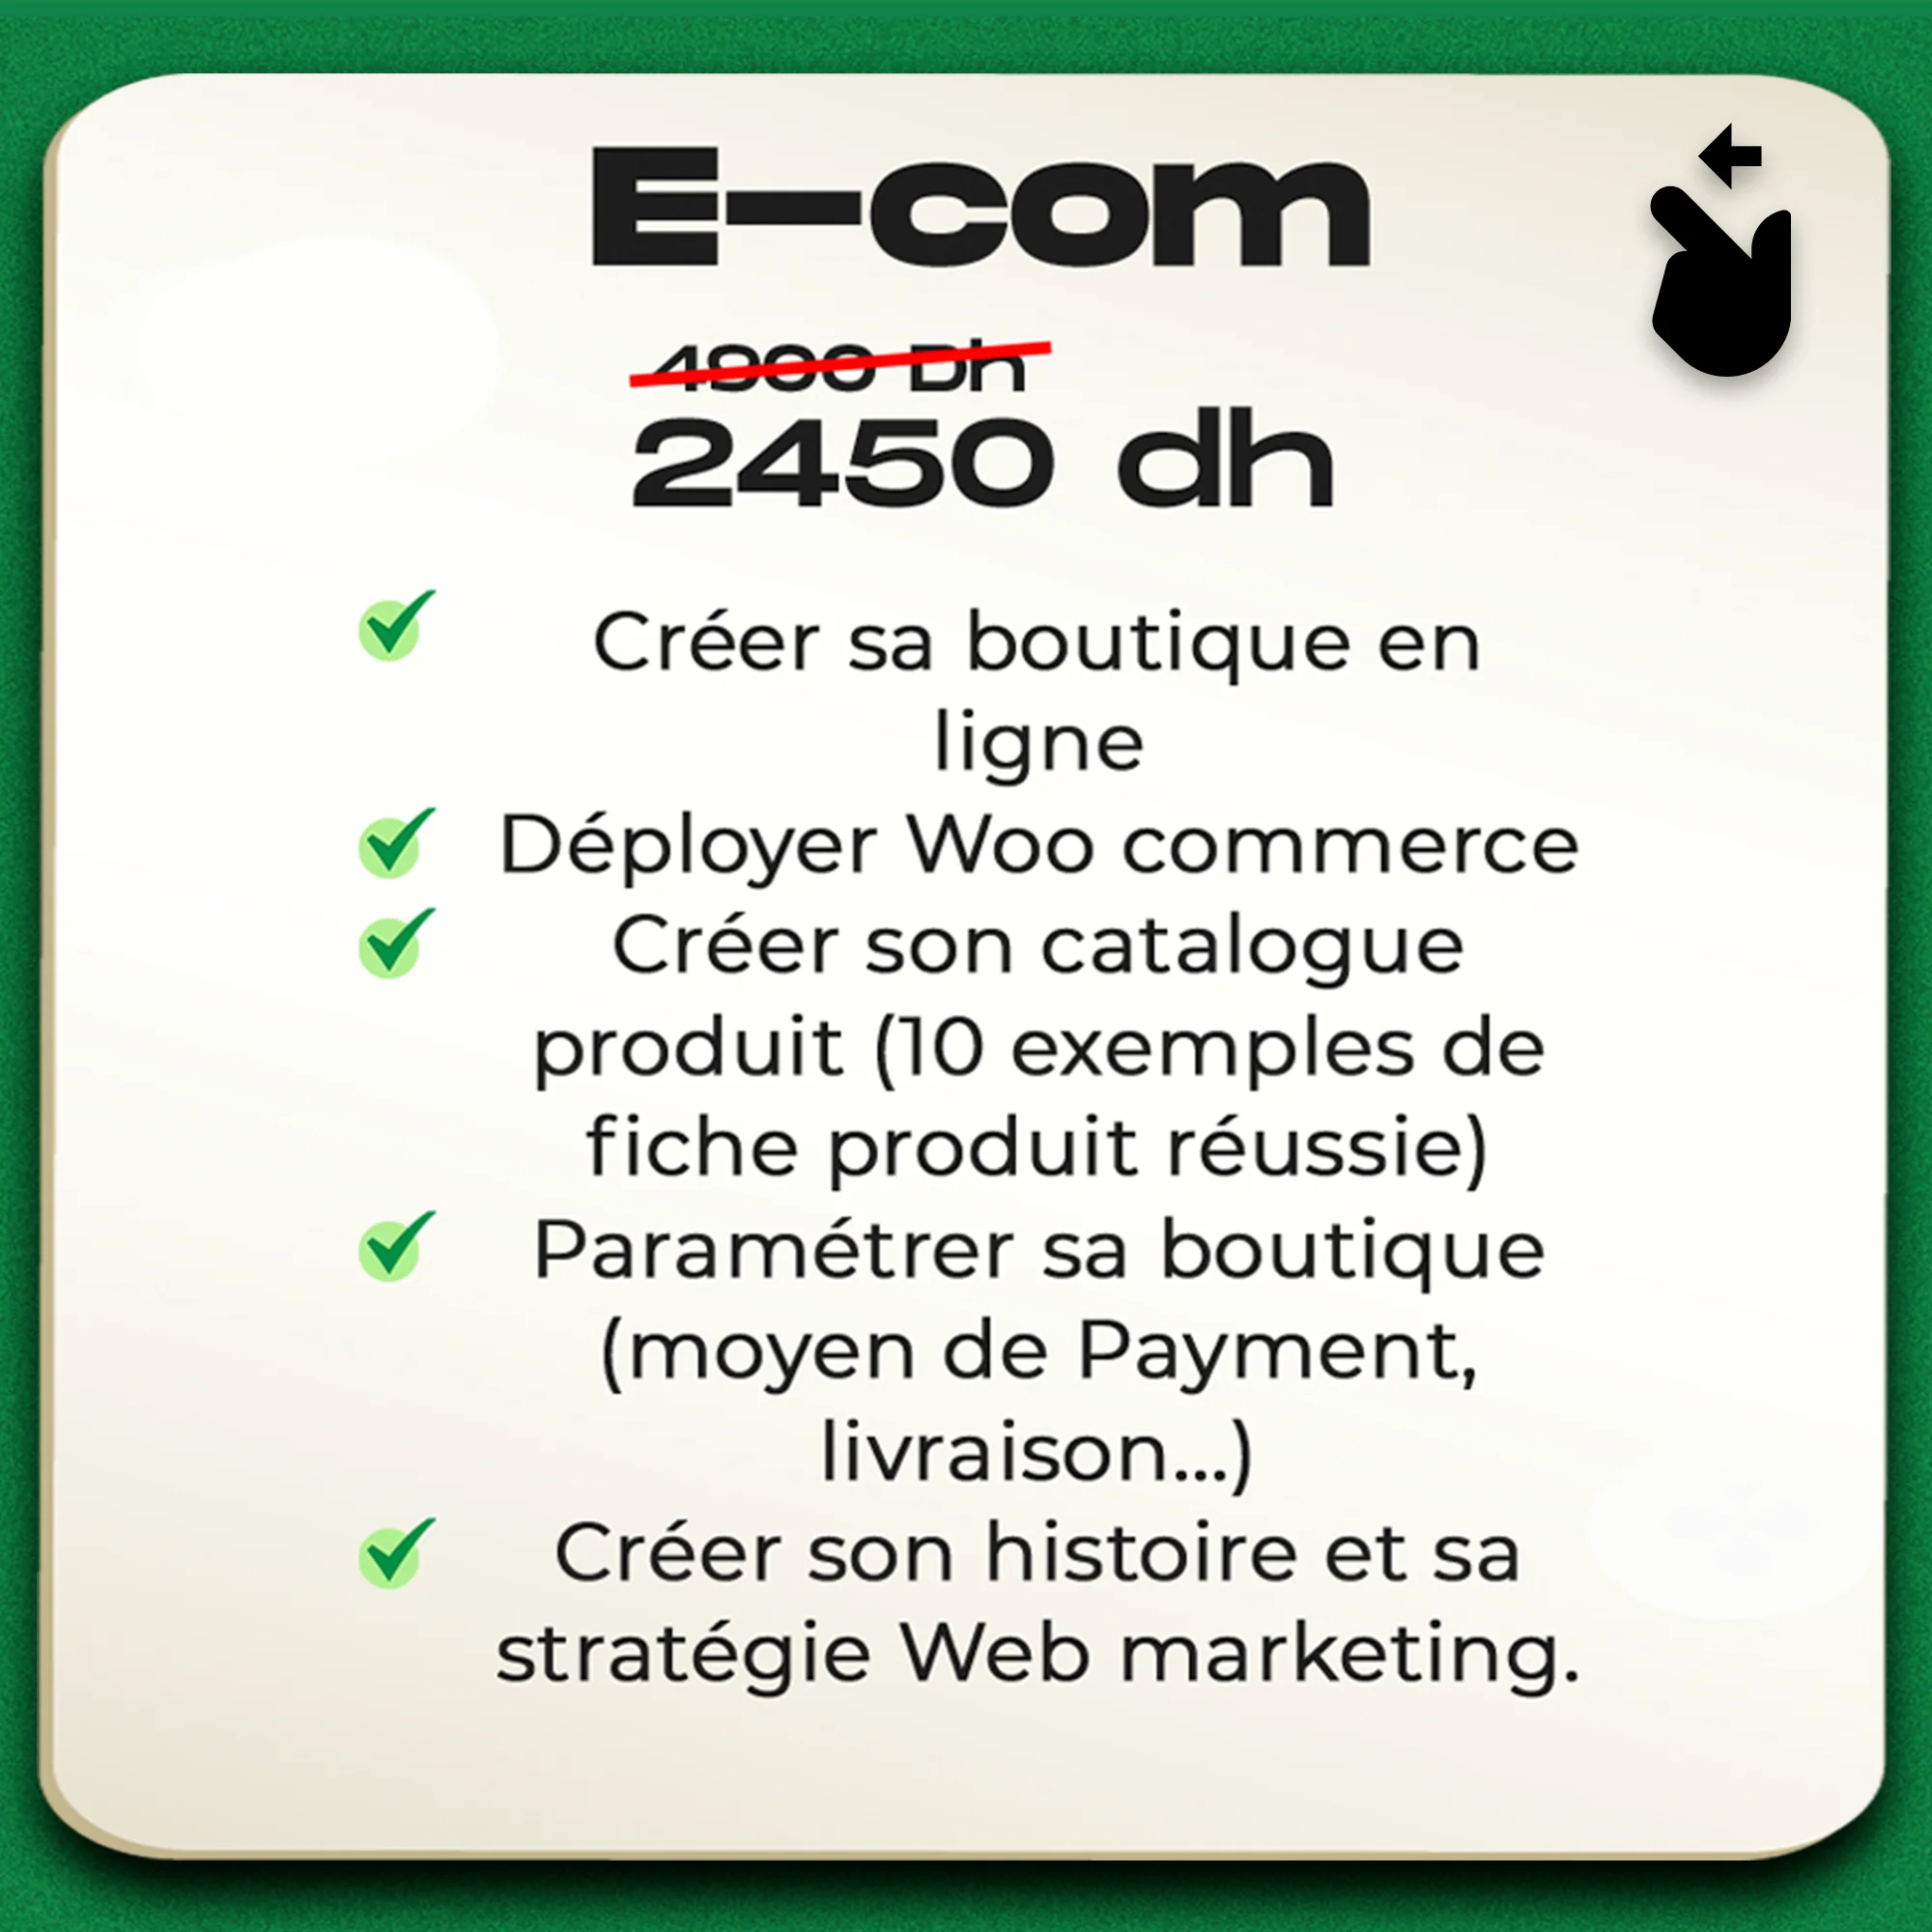 E-com
4900 Dh
2450 dh
Créer sa boutique en
ligne
Déployer Woo commerce
Créer son catalogue
produit (10 exemples de
fiche produit réussie)
Paramétrer sa boutique
(moyen de Payment,
livraison...)
Créer son histoire et sa
stratégie Web marketing.